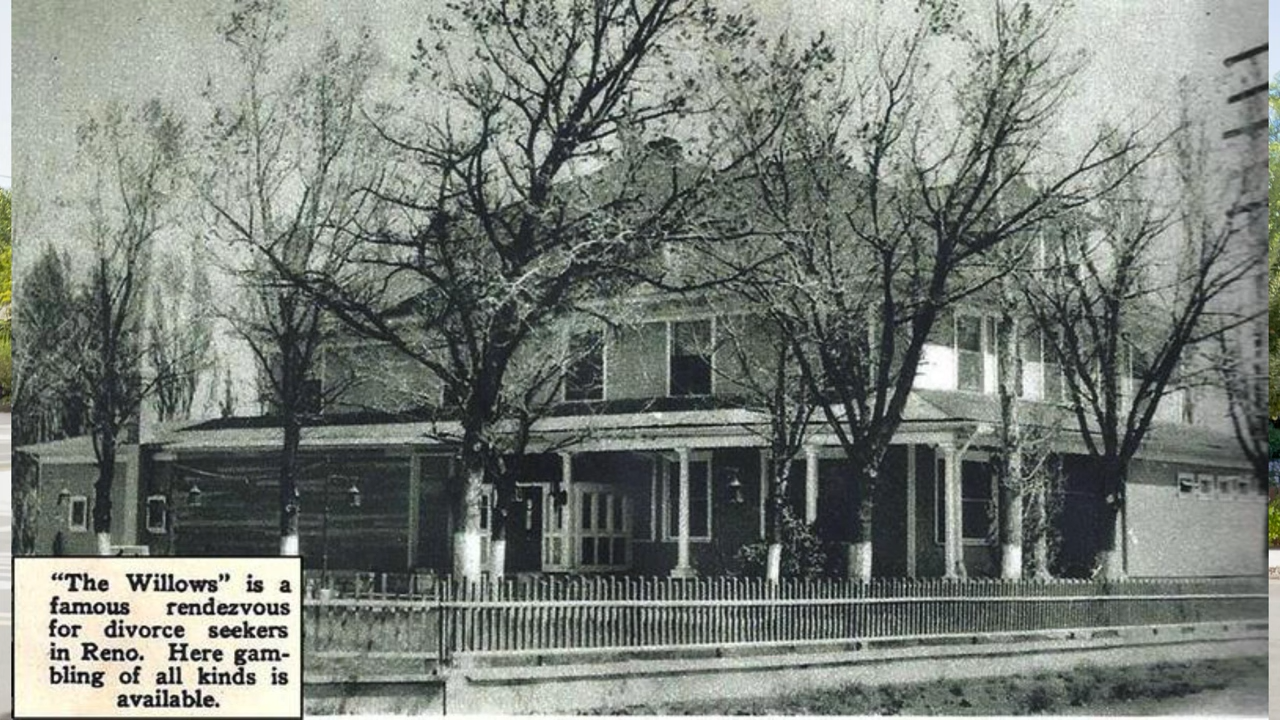 "The Willows" is a
famous rendezvous
for divorce seekers
in Reno. Here gam-
bling of all kinds is
available.